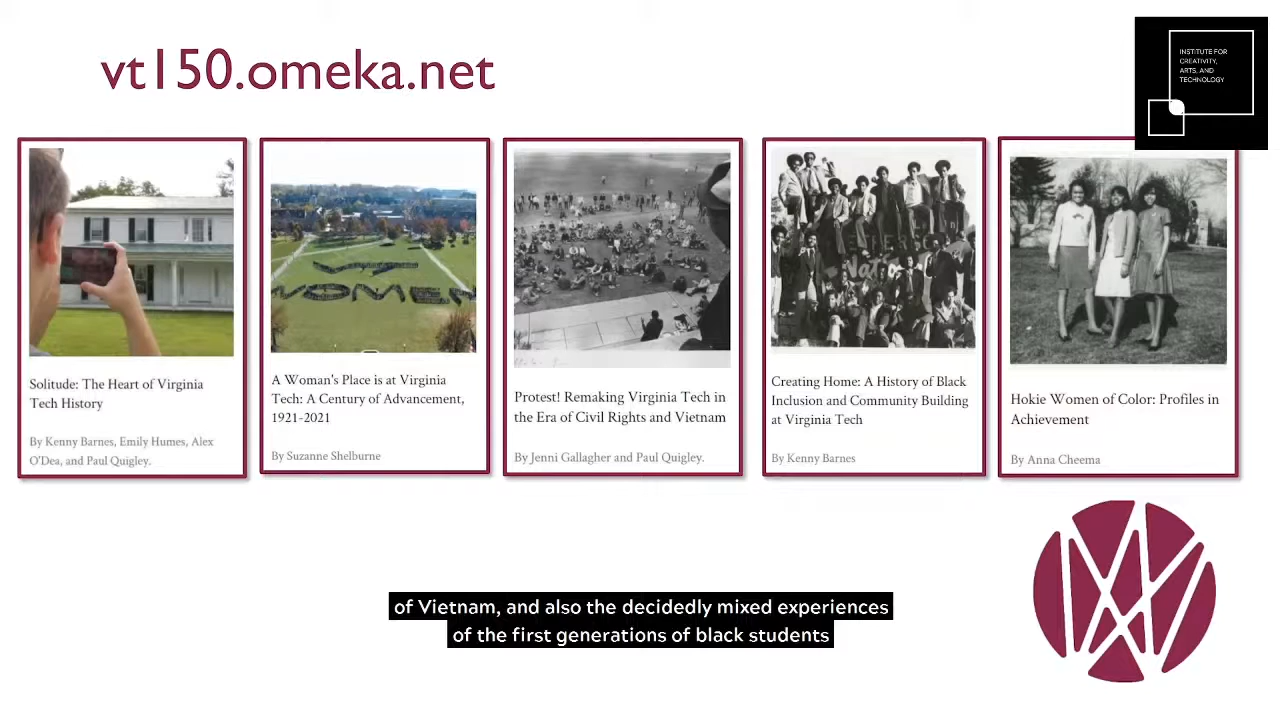 vt150.omeka.net
INSTITUTE FOR
CREATIVITY,
ARTS, AND
TECHNOLOGY
Solitude: The Heart of Virginia
Tech History
By Kenny Barnes, Emily Humes, Alex
O'Dea, and Paul Quigley.
WOMEN
A Woman's Place is at Virginia
Tech: A Century of Advancement,
1921-2021
By Suzanne Shelburne
Protest! Remaking Virginia Tech in
the Era of Civil Rights and Vietnam
By Jenni Gallagher and Paul Quigley.
Creating Home: A History of Black
Inclusion and Community Building
at Virginia Tech
By Kenny Barnes
Hokie Women of Color: Profiles in
Achievement
By Anna Cheema
of Vietnam, and also the decidedly mixed experiences
of the first generations of black students